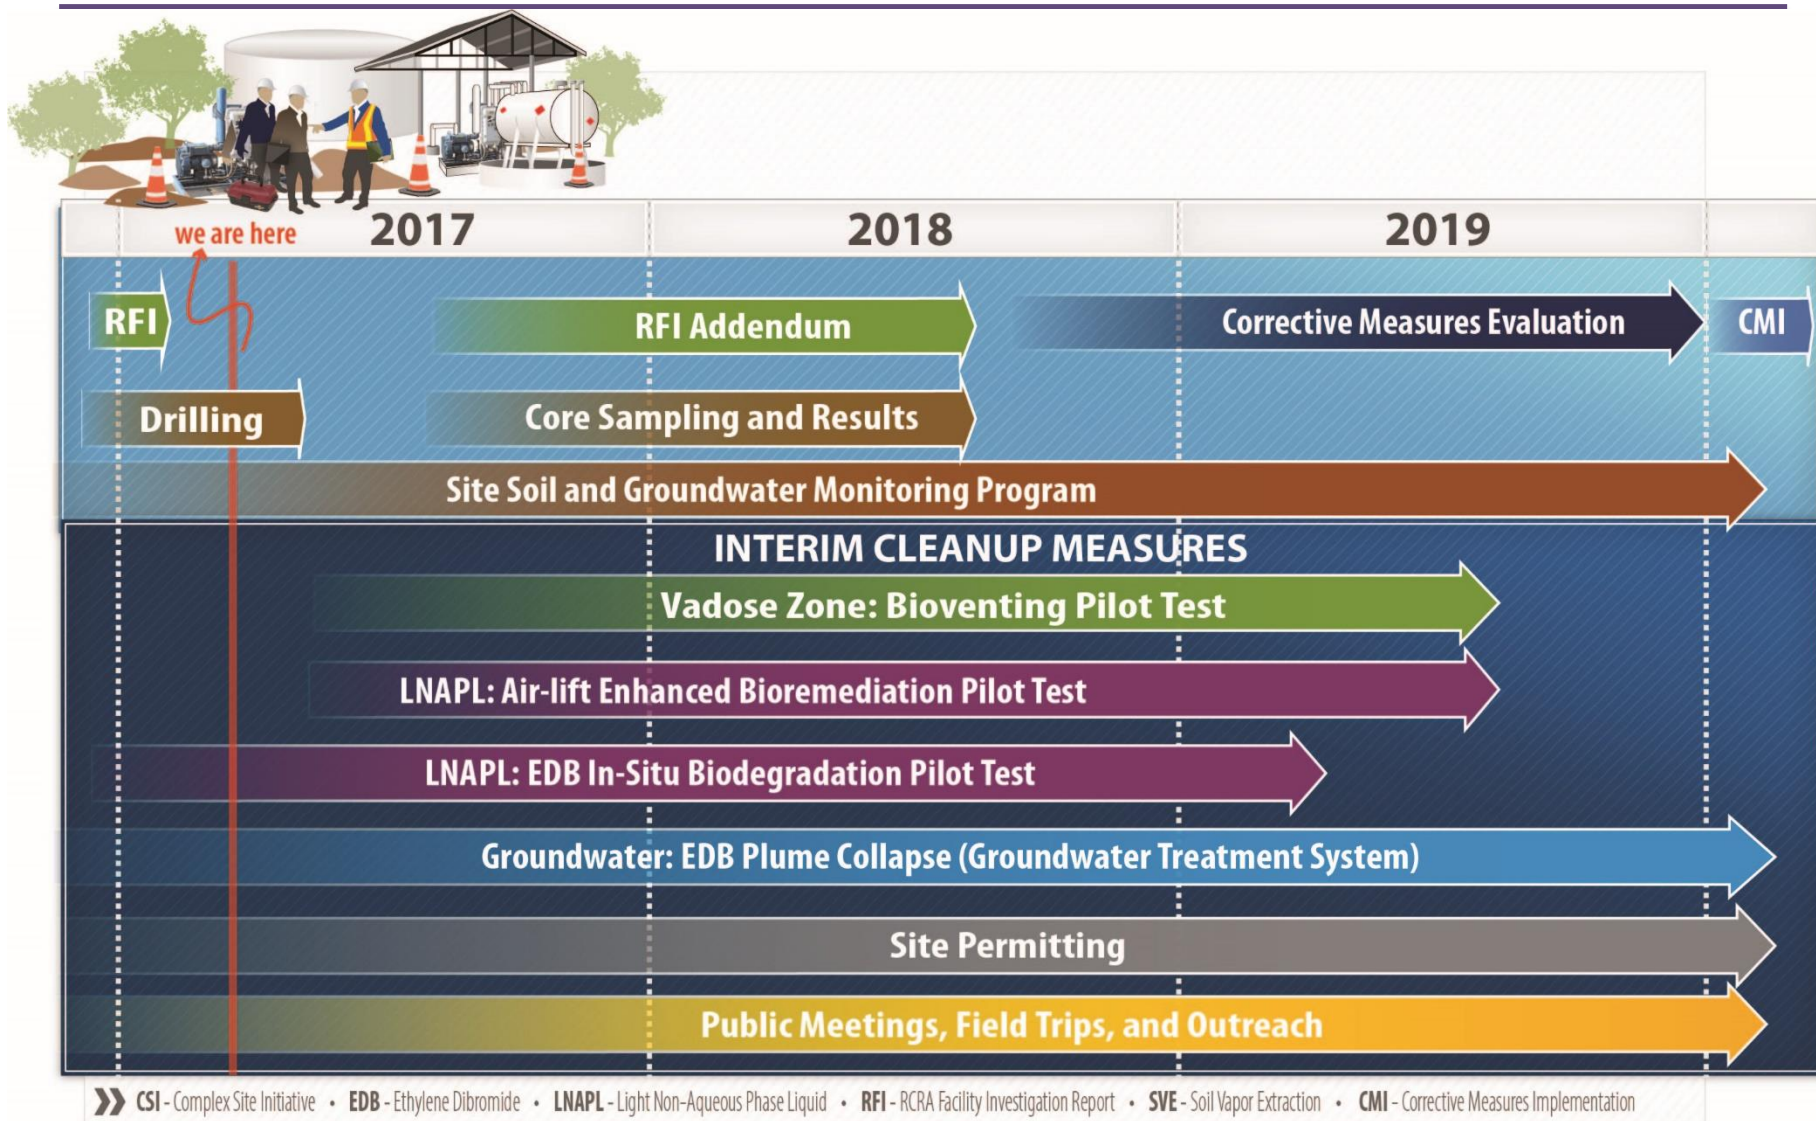 2017 2018 2019
we are here
RFI RFI Addendum Corrective Measures Evaluation CMI
Drilling Core Sampling and Results
Site Soil and Groundwater Monitoring Program
INTERIM CLEANUP MEASURES
Vadose Zone: Bioventing Pilot Test
LNAPL: Air-lift Enhanced Bioremediation Pilot Test
LNAPL: EDB In-Situ Biodegradation Pilot Test
Groundwater: EDB Plume Collapse (Groundwater Treatment System)
Site Permitting
Public Meetings, Field Trips, and Outreach
CSI - Complex Site Initiative • EDB - Ethylene Dibromide • LNAPL - Light Non-Aqueous Phase Liquid • RFI - RCRA Facility Investigation Report • SVE - Soil Vapor Extraction • CMI - Corrective Measures Implementation